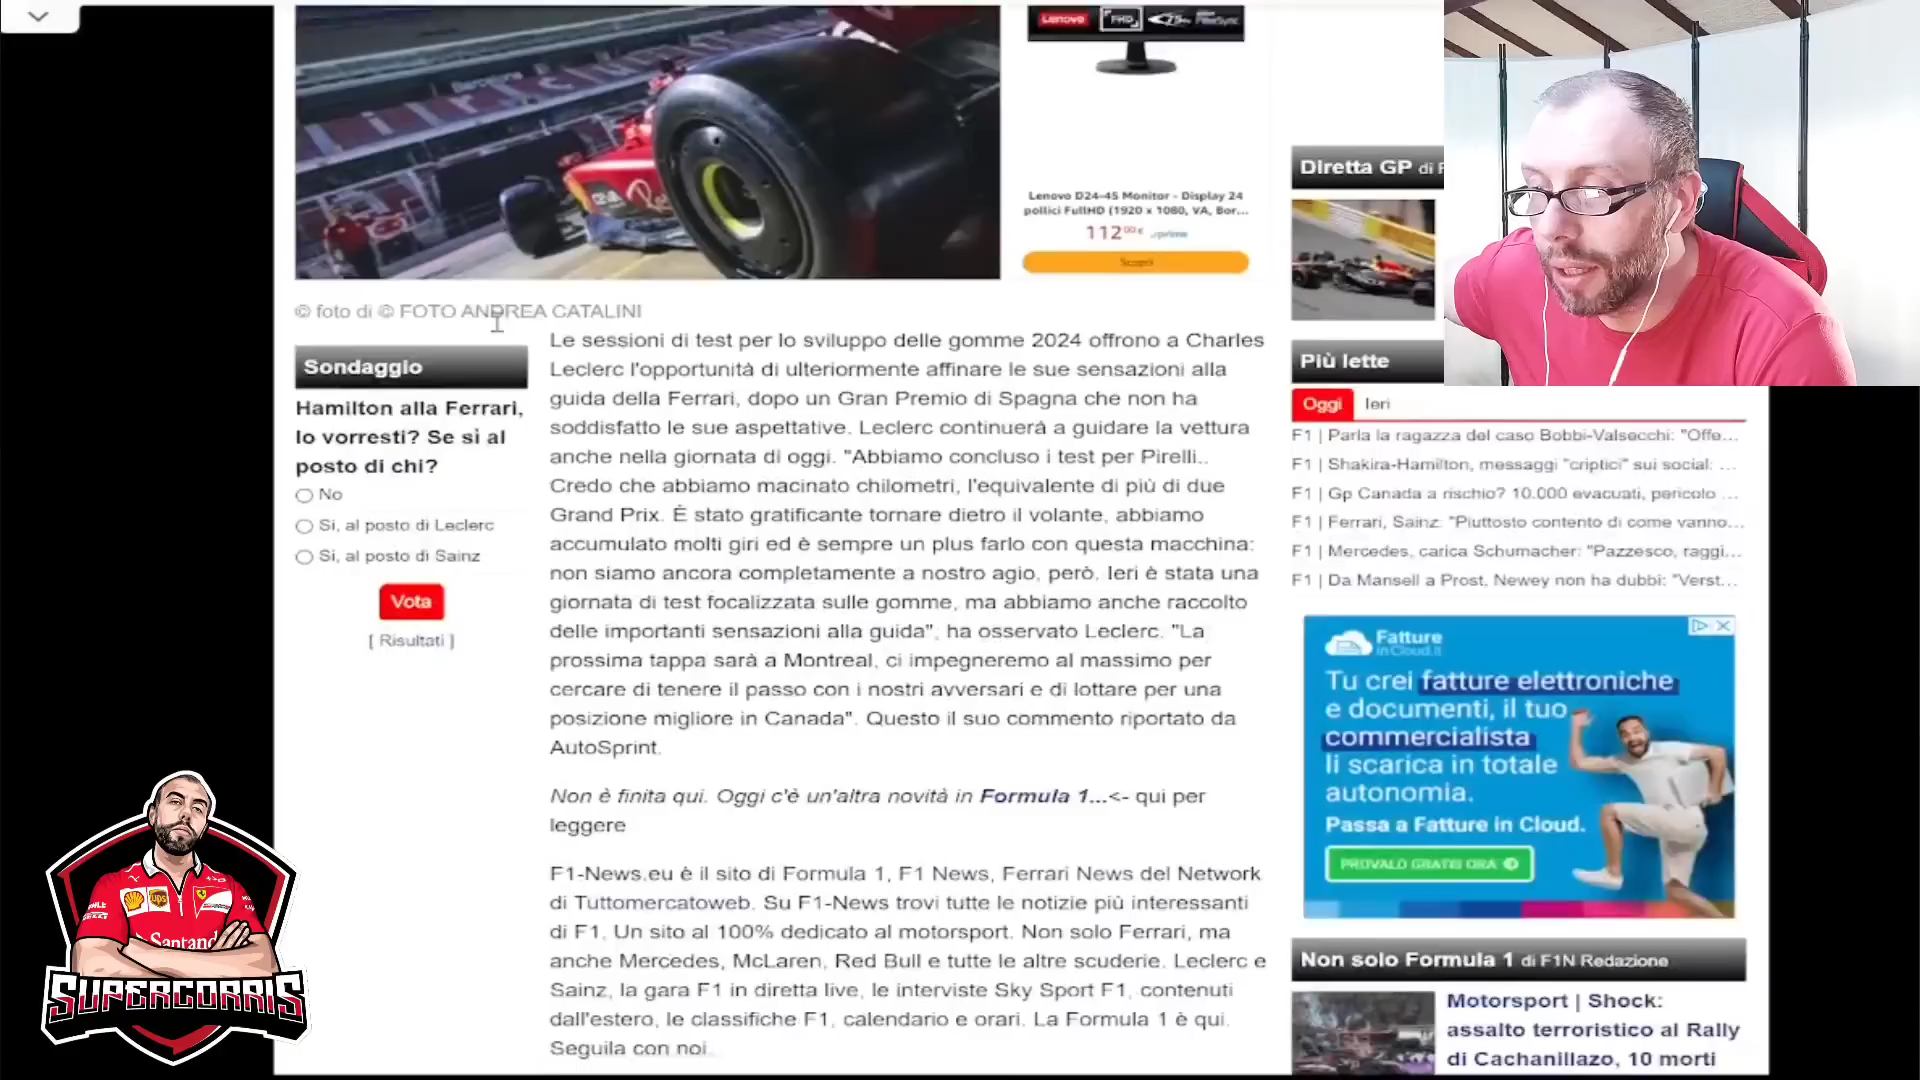 Lenovo FHD
Lenovo D24-45 Monitor - Display 24
pollici FullHD (1920 x 1080, VA, Bor...
112,00€ prime
Scopri
© foto di © FOTO ANDREA CATALINI
Sondaggio
Hamilton alla Ferrari,
lo vorresti? Se sì al
posto di chi?
No
Si, al posto di Leclerc
Si, al posto di Sainz
Vota
[ Risultati ]
Le sessioni di test per lo sviluppo delle gomme 2024 offrono a Charles
Leclerc l'opportunità di ulteriormente affinare le sue sensazioni alla
guida della Ferrari, dopo un Gran Premio di Spagna che non ha
soddisfatto le sue aspettative. Leclerc continuerà a guidare la vettura
anche nella giornata di oggi. "Abbiamo concluso i test per Pirelli..
Credo che abbiamo macinato chilometri, l'equivalente di più di due
Grand Prix. È stato gratificante tornare dietro il volante, abbiamo
accumulato molti giri ed è sempre un plus farlo con questa macchina:
non siamo ancora completamente a nostro agio, però. Ieri è stata una
giornata di test focalizzata sulle gomme, ma abbiamo anche raccolto
delle importanti sensazioni alla guida", ha osservato Leclerc. "La
prossima tappa sarà a Montreal, ci impegneremo al massimo per
cercare di tenere il passo con i nostri avversari e di lottare per una
posizione migliore in Canada". Questo il suo commento riportato da
AutoSprint.
Non è finita qui. Oggi c'è un'altra novità in Formula 1...<- qui per
leggere
F1-News.eu è il sito di Formula 1, F1 News, Ferrari News del Network
di Tuttomercatoweb. Su F1-News trovi tutte le notizie più interessanti
di F1. Un sito al 100% dedicato al motorsport. Non solo Ferrari, ma
anche Mercedes, McLaren, Red Bull e tutte le altre scuderie. Leclerc e
Sainz, la gara F1 in diretta live, le interviste Sky Sport F1, contenuti
dall'estero, le classifiche F1, calendario e orari. La Formula 1 è qui.
Seguila con noi.
Diretta GP di F
Più lette
Oggi Ieri
F1 | Parla la ragazza del caso Bobbi-Valsecchi: "Offe...
F1 | Shakira-Hamilton, messaggi "criptici" sui social: ...
F1 | Gp Canada a rischio? 10.000 evacuati, pericolo ...
F1 | Ferrari, Sainz: "Piuttosto contento di come vanno...
F1 | Mercedes, carica Schumacher: "Pazzesco, raggi...
F1 | Da Mansell a Prost, Newey non ha dubbi: "Verst...
Fatture
in Cloud.it
Tu crei fatture elettroniche
e documenti, il tuo
commercialista
li scarica in totale
autonomia.
Passa a Fatture in Cloud.
PROVALO GRATIS ORA
Non solo Formula 1 di F1N Redazione
Motorsport | Shock:
assalto terroristico al Rally
di Cachanillazo, 10 morti
ups
Santand
SUPERCORRIS